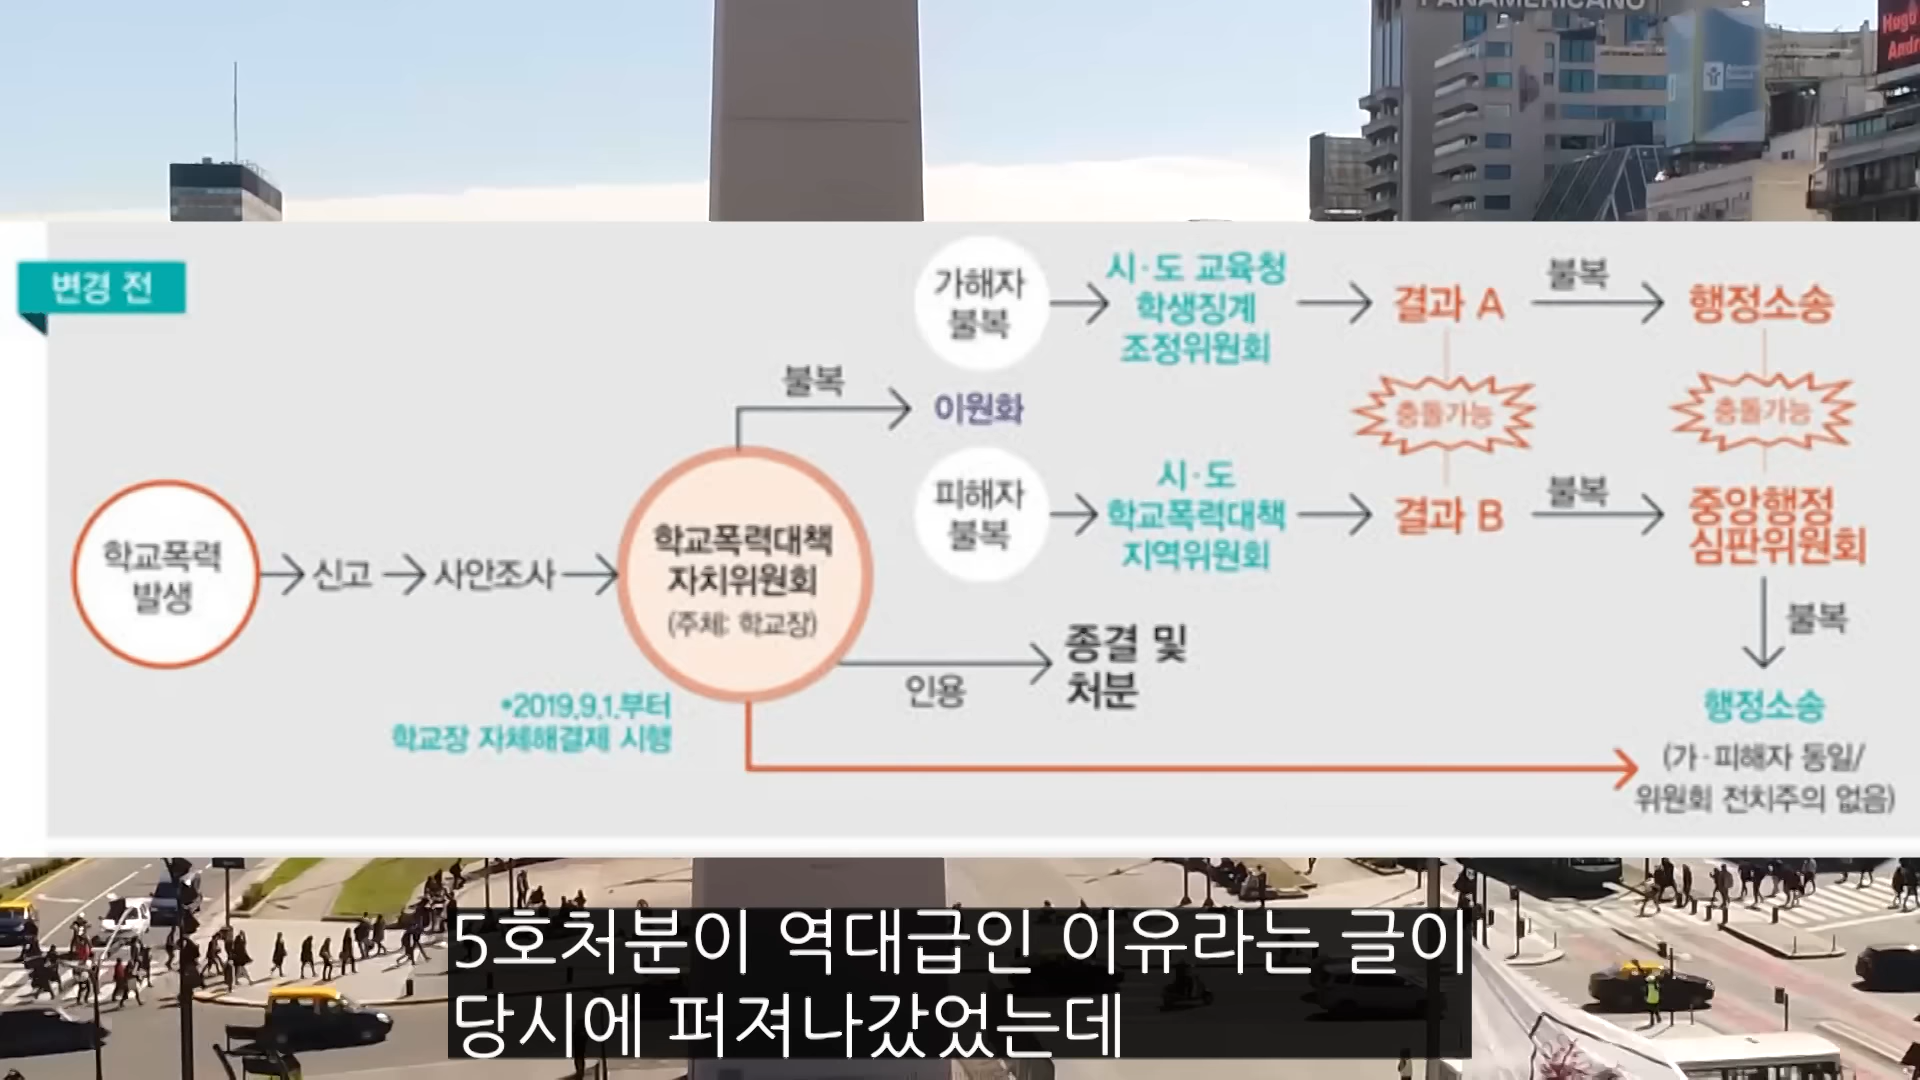 PANAMERICANO
Hugo
Andr
변경 전
가해자
불복
시·도 교육청
학생징계
조정위원회
결과 A
불복
행정소송
불복
이원화
충돌가능
충돌가능
피해자
불복
시·도
학교폭력대책
지역위원회
결과 B
불복
중앙행정
심판위원회
학교폭력
발생
신고
사안조사
학교폭력대책
자치위원회
(주체: 학교장)
인용
종결 및
처분
불복
*2019.9.1.부터
학교장 자체해결제 시행
행정소송
(가·피해자 동일/
위원회 전치주의 없음)
5호처분이 역대급인 이유라는 글이
당시에 퍼져나갔었는데